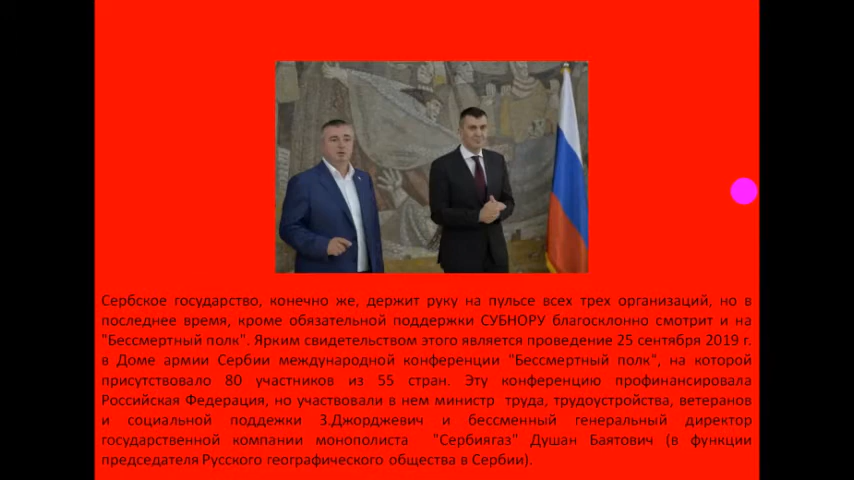 Сербское государство, конечно же, держит руку на пульсе всех трех организаций, но в
последнее время, кроме обязательной поддержки СУБНОРУ благосклонно смотрит и на
"Бессмертный полк". Ярким свидетельством этого является проведение 25 сентября 2019 г.
в Доме армии Сербии международной конференции "Бессмертный полк", на которой
присутствовало 80 участников из 55 стран. Эту конференцию профинансировала
Российская Федерация, но участвовали в нем министр труда, трудоустройства, ветеранов
и социальной поддежки З.Джорджевич и бессменный генеральный директор
государственной компании монополиста "Сербиягаз" Душан Баятович (в функции
председателя Русского географического общества в Сербии).